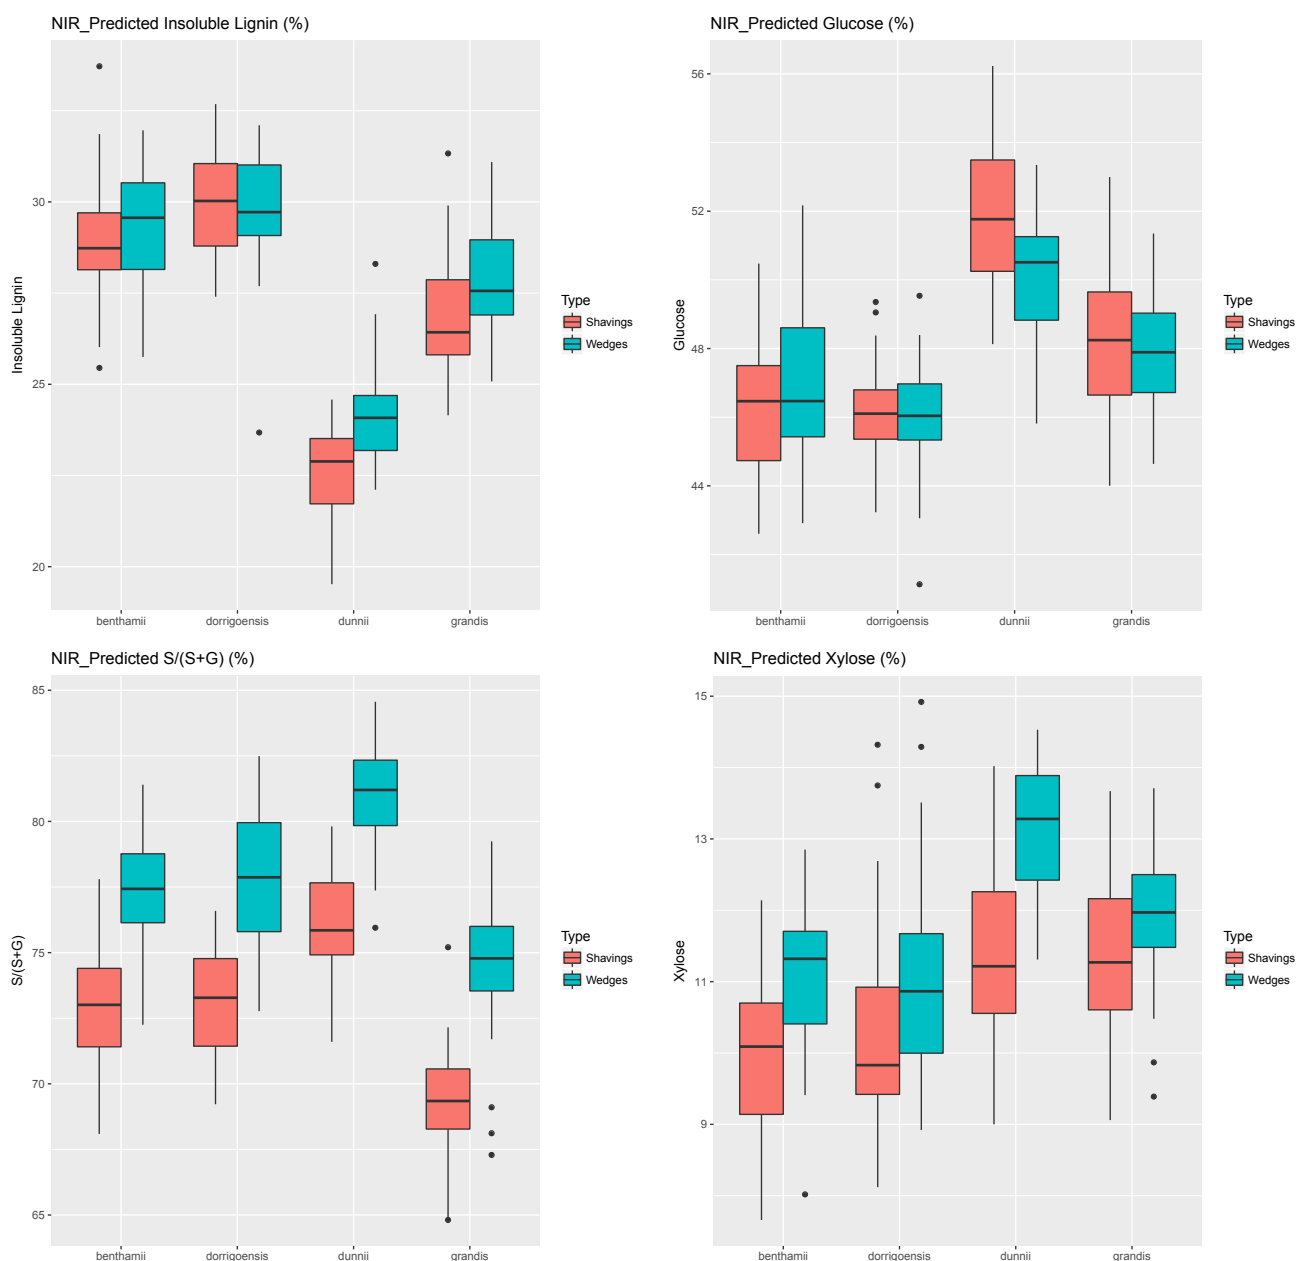 NIR_Predicted Insoluble Lignin (%)
Insoluble Lignin
30
25
20
benthamii dorrigoensis dunnii grandis
Type
Shavings
Wedges
NIR_Predicted Glucose (%)
Glucose
56
52
48
44
benthamii dorrigoensis dunnii grandis
Type
Shavings
Wedges
NIR_Predicted S/(S+G) (%)
S/(S+G)
85
80
75
70
65
benthamii dorrigoensis dunnii grandis
Type
Shavings
Wedges
NIR_Predicted Xylose (%)
Xylose
15
13
11
9
benthamii dorrigoensis dunnii grandis
Type
Shavings
Wedges